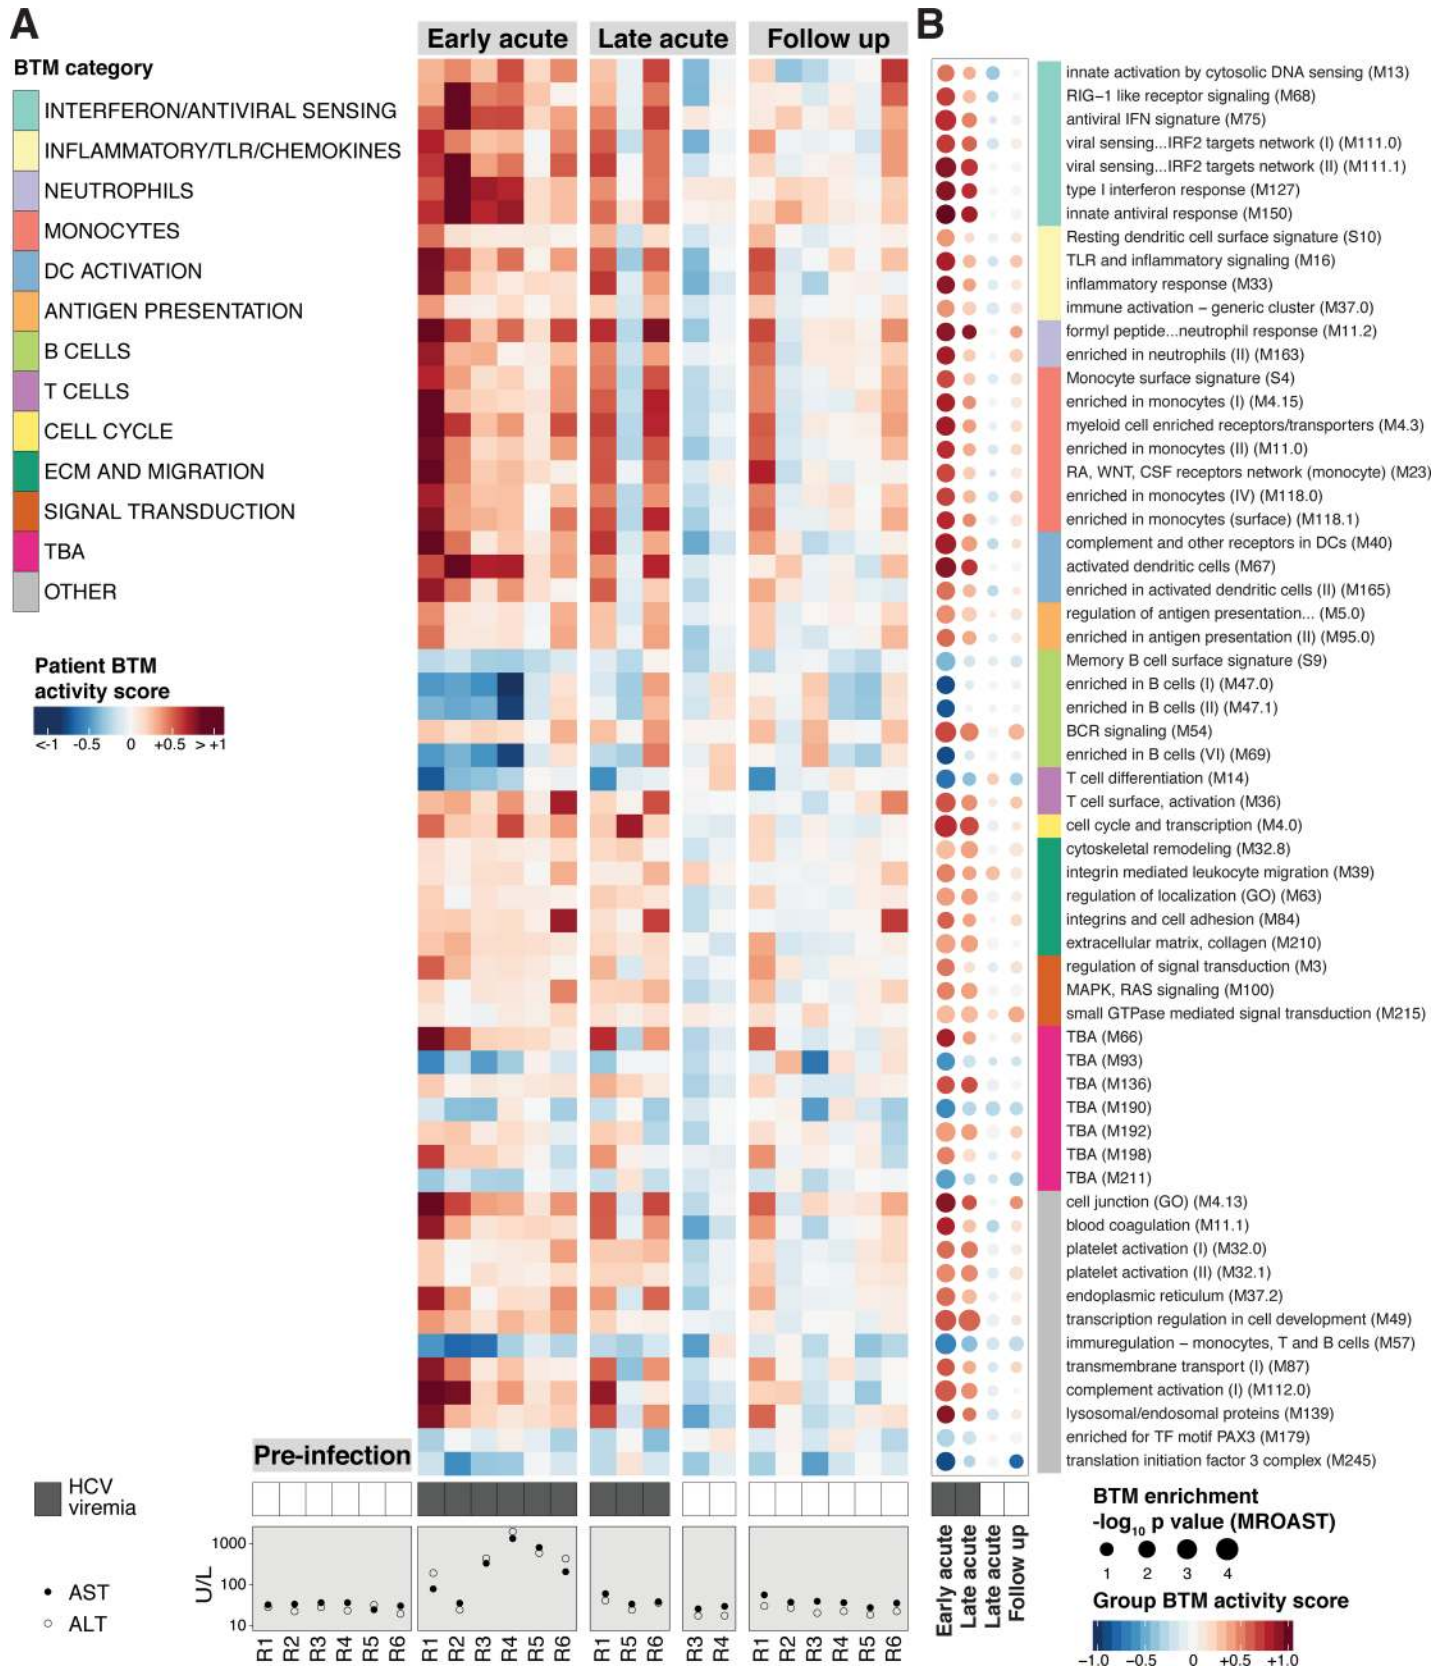 A
B
Early acute
Late acute
Follow up
BTM category
INTERFERON/ANTIVIRAL SENSING
INFLAMMATORY/TLR/CHEMOKINES
NEUTROPHILS
MONOCYTES
DC ACTIVATION
ANTIGEN PRESENTATION
B CELLS
T CELLS
CELL CYCLE
ECM AND MIGRATION
SIGNAL TRANSDUCTION
TBA
OTHER
Patient BTM
activity score
<-1 -0.5 0 +0.5 > +1
innate activation by cytosolic DNA sensing (M13)
RIG−1 like receptor signaling (M68)
antiviral IFN signature (M75)
viral sensing...IRF2 targets network (I) (M111.0)
viral sensing...IRF2 targets network (II) (M111.1)
type I interferon response (M127)
innate antiviral response (M150)
Resting dendritic cell surface signature (S10)
TLR and inflammatory signaling (M16)
inflammatory response (M33)
immune activation − generic cluster (M37.0)
formyl peptide...neutrophil response (M11.2)
enriched in neutrophils (II) (M163)
Monocyte surface signature (S4)
enriched in monocytes (I) (M4.15)
myeloid cell enriched receptors/transporters (M4.3)
enriched in monocytes (II) (M11.0)
RA, WNT, CSF receptors network (monocyte) (M23)
enriched in monocytes (IV) (M118.0)
enriched in monocytes (surface) (M118.1)
complement and other receptors in DCs (M40)
activated dendritic cells (M67)
enriched in activated dendritic cells (II) (M165)
regulation of antigen presentation... (M5.0)
enriched in antigen presentation (II) (M95.0)
Memory B cell surface signature (S9)
enriched in B cells (I) (M47.0)
enriched in B cells (II) (M47.1)
BCR signaling (M54)
enriched in B cells (VI) (M69)
T cell differentiation (M14)
T cell surface, activation (M36)
cell cycle and transcription (M4.0)
cytoskeletal remodeling (M32.8)
integrin mediated leukocyte migration (M39)
regulation of localization (GO) (M63)
integrins and cell adhesion (M84)
extracellular matrix, collagen (M210)
regulation of signal transduction (M3)
MAPK, RAS signaling (M100)
small GTPase mediated signal transduction (M215)
TBA (M66)
TBA (M93)
TBA (M136)
TBA (M190)
TBA (M192)
TBA (M198)
TBA (M211)
cell junction (GO) (M4.13)
blood coagulation (M11.1)
platelet activation (I) (M32.0)
platelet activation (II) (M32.1)
endoplasmic reticulum (M37.2)
transcription regulation in cell development (M49)
immuregulation − monocytes, T and B cells (M57)
transmembrane transport (I) (M87)
complement activation (I) (M112.0)
lysosomal/endosomal proteins (M139)
enriched for TF motif PAX3 (M179)
translation initiation factor 3 complex (M245)
Pre-infection
HCV
viremia
AST
ALT
U/L
1000
100
10
R1 R2 R3 R4 R5 R6
R1 R2 R3 R4 R5 R6
R1 R5 R6
R3 R4
R1 R2 R3 R4 R5 R6
Early acute
Late acute
Late acute
Follow up
BTM enrichment
-log10 p value (MROAST)
1 2 3 4
Group BTM activity score
−1.0 −0.5 0 +0.5 +1.0